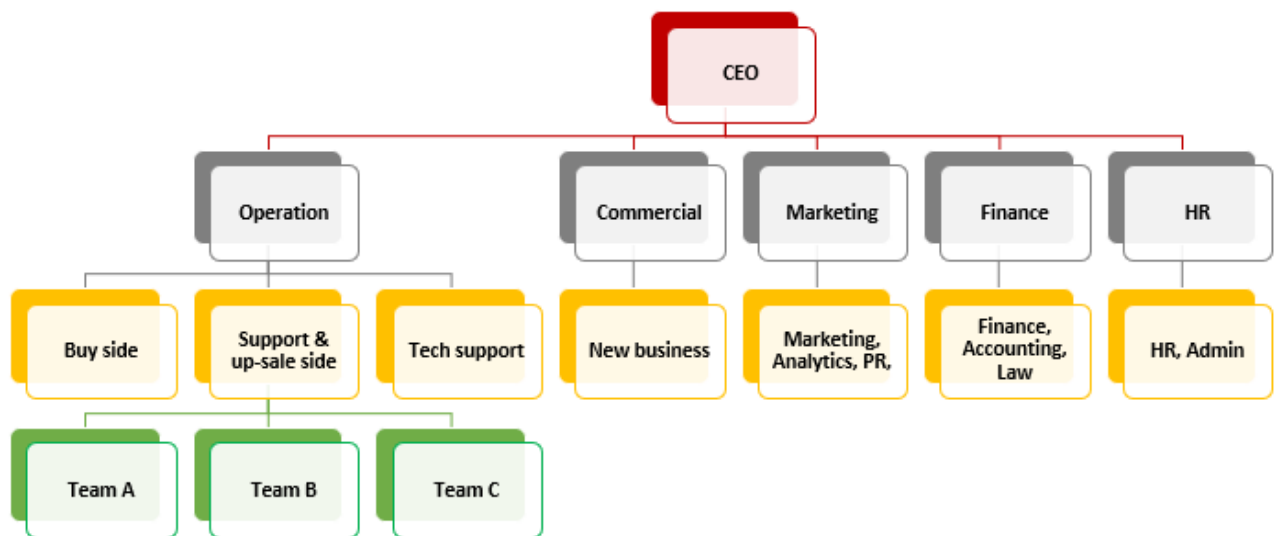 CEO
Operation
Commercial
Marketing
Finance
HR
Buy side
Support &
up-sale side
Tech support
New business
Marketing,
Analytics, PR,
Finance,
Accounting,
Law
HR, Admin
Team A
Team B
Team C